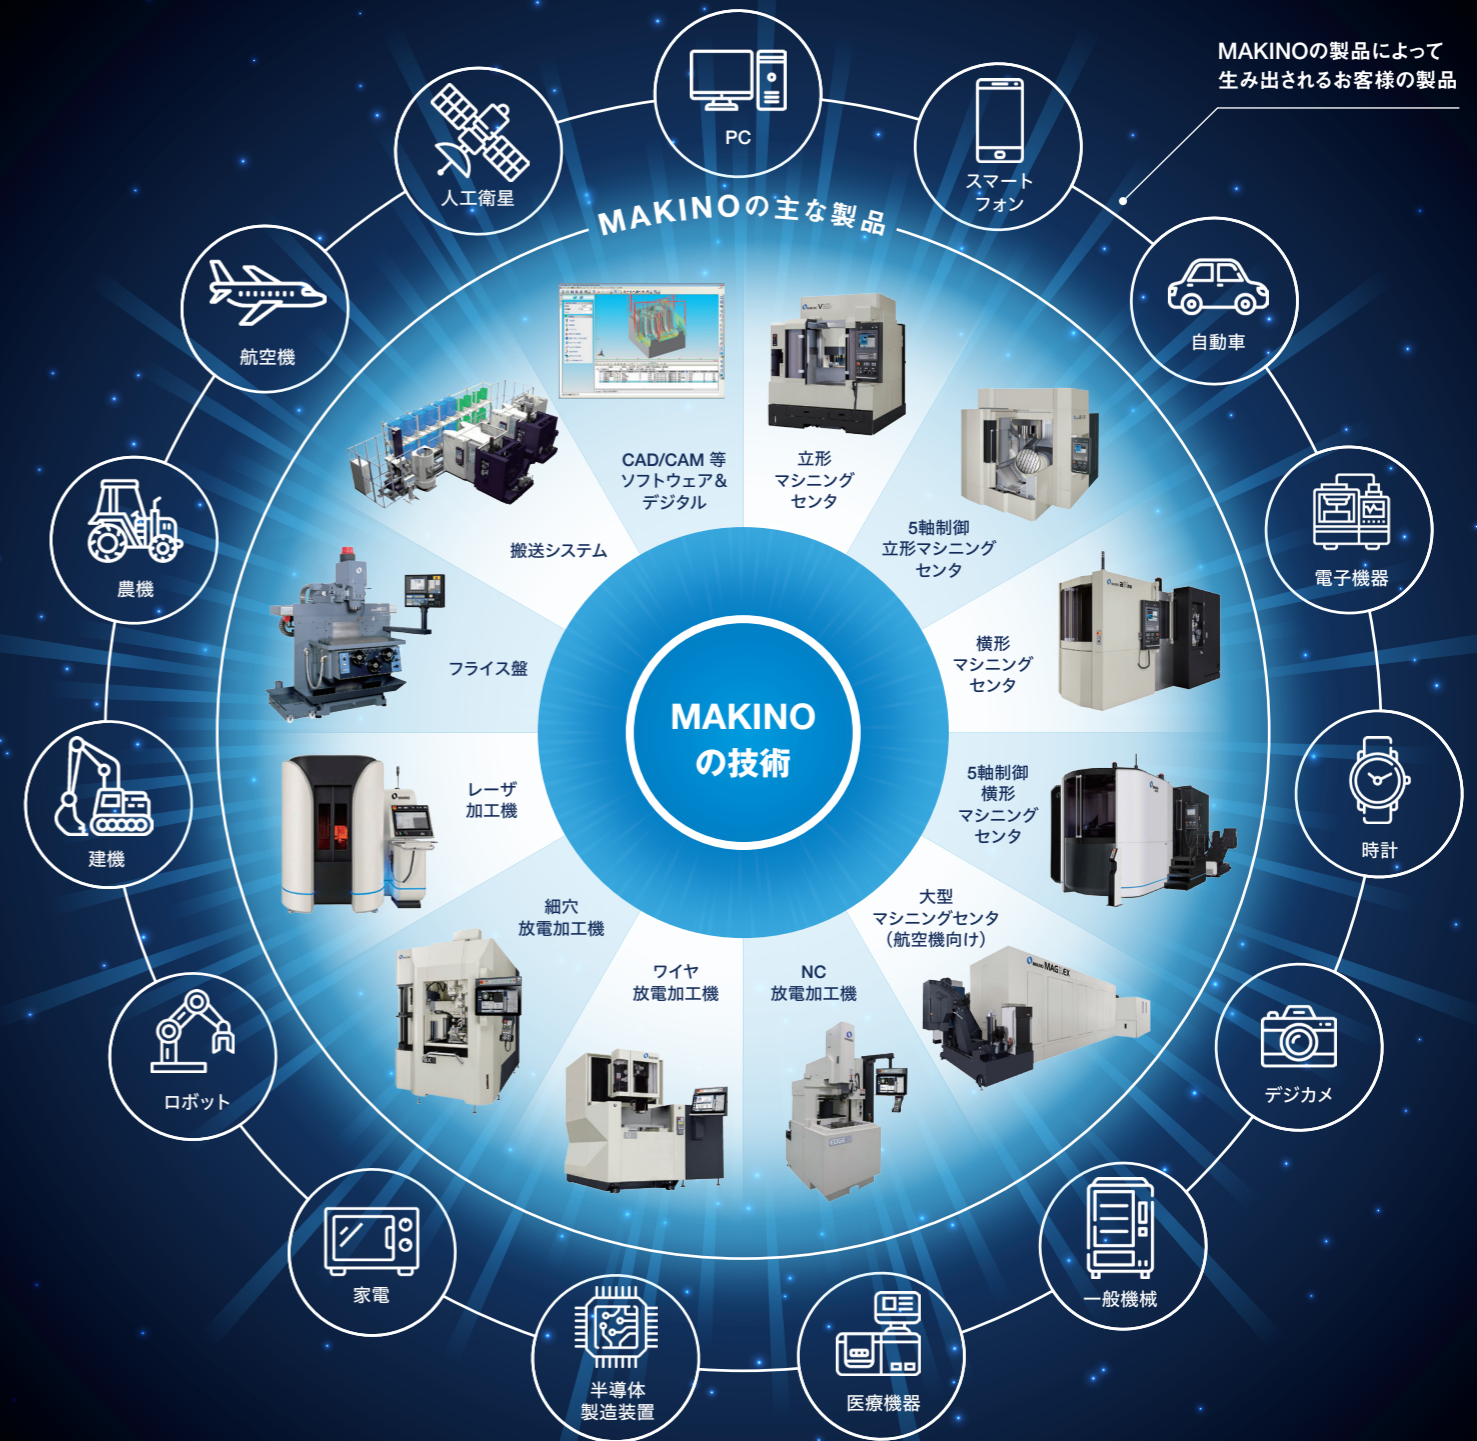 MAKINOの製品によって
生み出されるお客様の製品
PC
スマート
フォン
自動車
電子機器
時計
デジカメ
一般機械
医療機器
半導体
製造装置
家電
ロボット
建機
農機
航空機
人工衛星
MAKINOの主な製品
立形
マシニング
センタ
5軸制御
立形マシニング
センタ
横形
マシニング
センタ
5軸制御
横形
マシニング
センタ
大型
マシニングセンタ
（航空機向け）
MAKINO MAG
NC
放電加工機
EDGE
ワイヤ
放電加工機
細穴
放電加工機
レーザ
加工機
フライス盤
搬送システム
CAD/CAM 等
ソフトウェア＆
デジタル
MAKINO
の技術